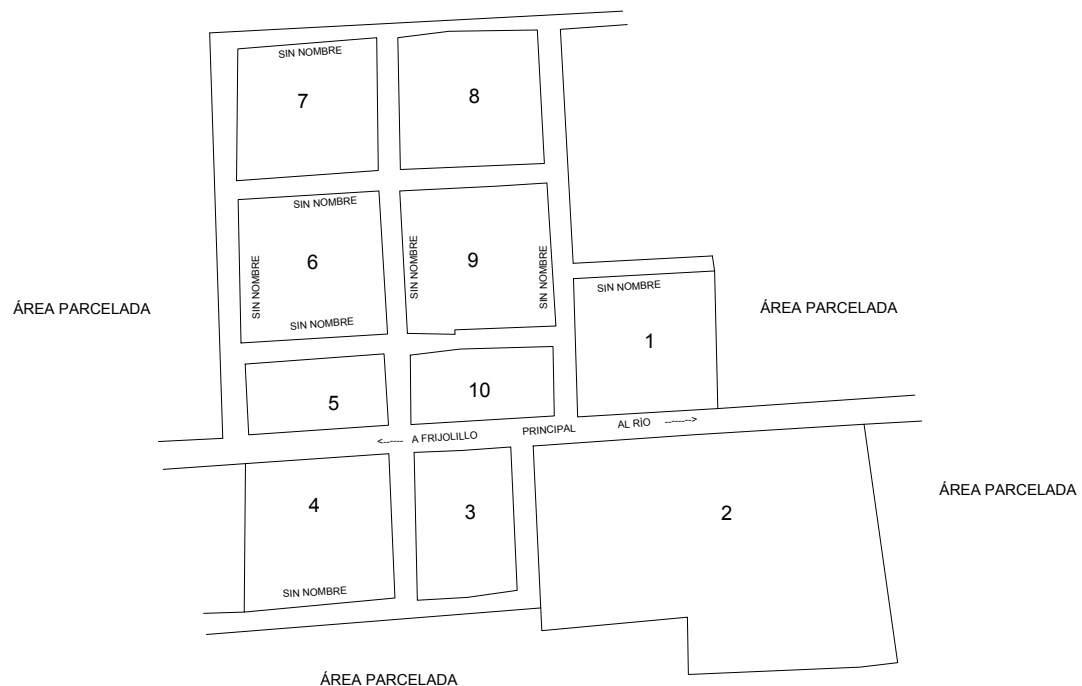 SIN NOMBRE
7
8
SIN NOMBRE
SIN NOMBRE
6
SIN NOMBRE
9
SIN NOMBRE
SIN NOMBRE
SIN NOMBRE
1
ÁREA PARCELADA
ÁREA PARCELADA
5
10
<------ A FRIJOLILLO PRINCIPAL AL RÌO ------->
4
3
2
ÁREA PARCELADA
SIN NOMBRE
ÁREA PARCELADA